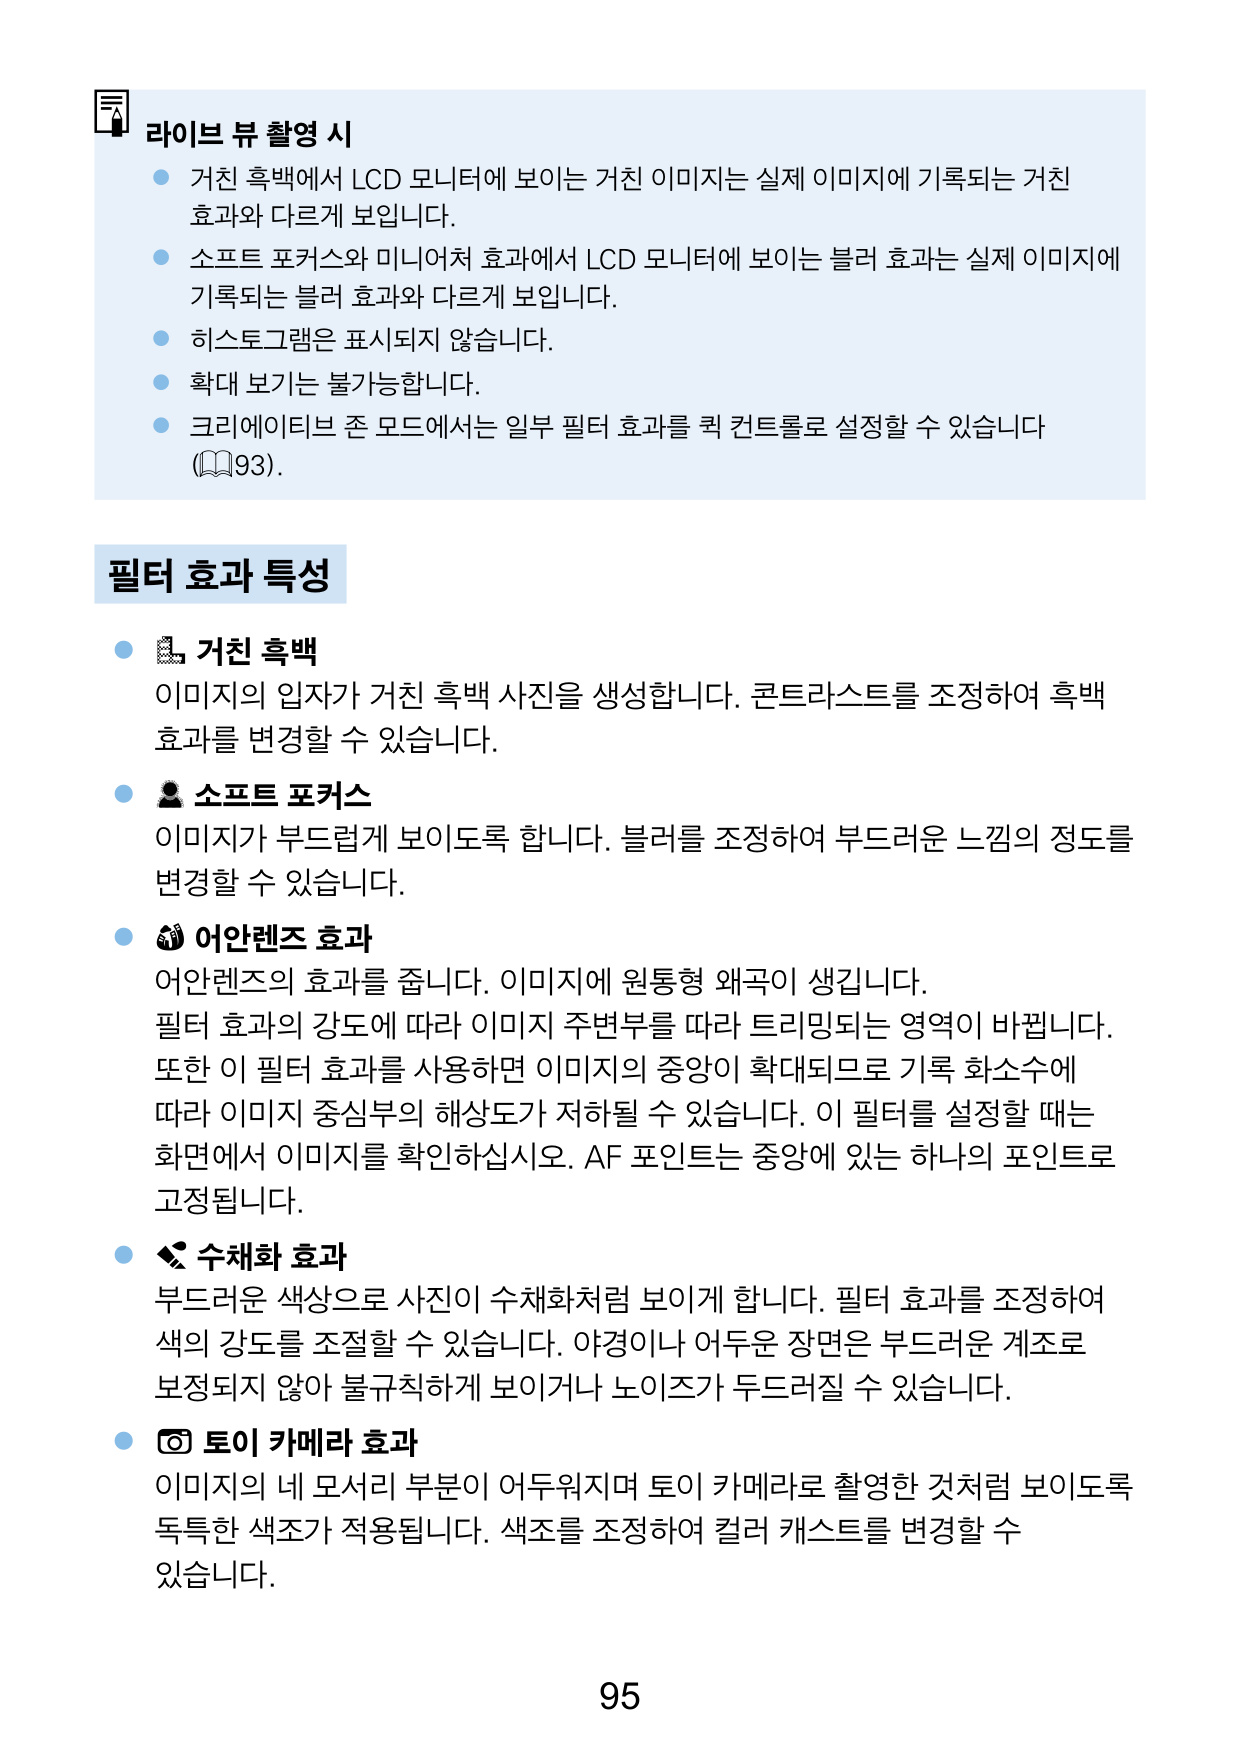 라이브 뷰 촬영 시
● 거친 흑백에서 LCD 모니터에 보이는 거친 이미지는 실제 이미지에 기록되는 거친
효과와 다르게 보입니다.
● 소프트 포커스와 미니어처 효과에서 LCD 모니터에 보이는 블러 효과는 실제 이미지에
기록되는 블러 효과와 다르게 보입니다.
● 히스토그램은 표시되지 않습니다.
● 확대 보기는 불가능합니다.
● 크리에이티브 존 모드에서는 일부 필터 효과를 퀵 컨트롤로 설정할 수 있습니다
(93).
필터 효과 특성
● 거친 흑백
이미지의 입자가 거친 흑백 사진을 생성합니다. 콘트라스트를 조정하여 흑백
효과를 변경할 수 있습니다.
● 소프트 포커스
이미지가 부드럽게 보이도록 합니다. 블러를 조정하여 부드러운 느낌의 정도를
변경할 수 있습니다.
● 어안렌즈 효과
어안렌즈의 효과를 줍니다. 이미지에 원통형 왜곡이 생깁니다.
필터 효과의 강도에 따라 이미지 주변부를 따라 트리밍되는 영역이 바뀝니다.
또한 이 필터 효과를 사용하면 이미지의 중앙이 확대되므로 기록 화소수에
따라 이미지 중심부의 해상도가 저하될 수 있습니다. 이 필터를 설정할 때는
화면에서 이미지를 확인하십시오. AF 포인트는 중앙에 있는 하나의 포인트로
고정됩니다.
● 수채화 효과
부드러운 색상으로 사진이 수채화처럼 보이게 합니다. 필터 효과를 조정하여
색의 강도를 조절할 수 있습니다. 야경이나 어두운 장면은 부드러운 계조로
보정되지 않아 불규칙하게 보이거나 노이즈가 두드러질 수 있습니다.
● 토이 카메라 효과
이미지의 네 모서리 부분이 어두워지며 토이 카메라로 촬영한 것처럼 보이도록
독특한 색조가 적용됩니다. 색조를 조정하여 컬러 캐스트를 변경할 수
있습니다.
95